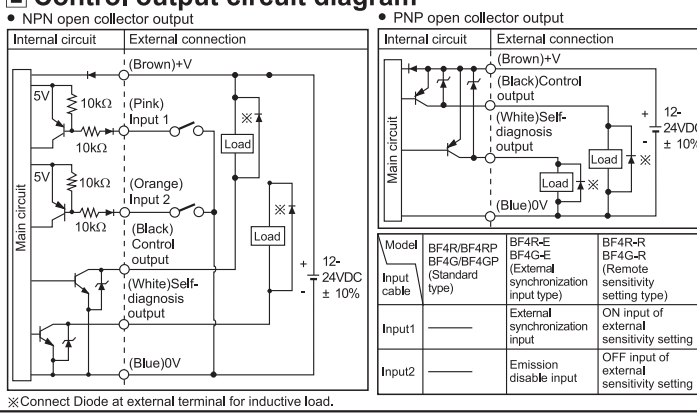 Control output circuit diagram
• NPN open collector output
Internal circuit
External connection
(Brown)+V
5V
10kΩ
(Pink)
Input 1
10kΩ
※
Load
5V
10kΩ
(Orange)
Input 2
10kΩ
(Black)
Control
output
※
Load
Main circuit
(White)Self-
diagnosis
output
+
-
12-
24VDC
± 10%
(Blue)0V
※Connect Diode at external terminal for inductive load.
• PNP open collector output
Internal circuit
External connection
(Brown)+V
(Black)Control
output
(White)Self-
diagnosis
output
Main circuit
Load
※
Load
※
+
-
12-
24VDC
± 10%
(Blue)0V
Model
Input
cable
BF4R/BF4RP
BF4G/BF4GP
(Standard
type)
BF4R-E
BF4G-E
(External
synchronization
input type)
BF4R-R
BF4G-R
(Remote
sensitivity
setting type)
Input1
External
synchronization
input
ON input of
external
sensitivity setting
Input2
Emission
disable input
OFF input of
external
sensitivity setting